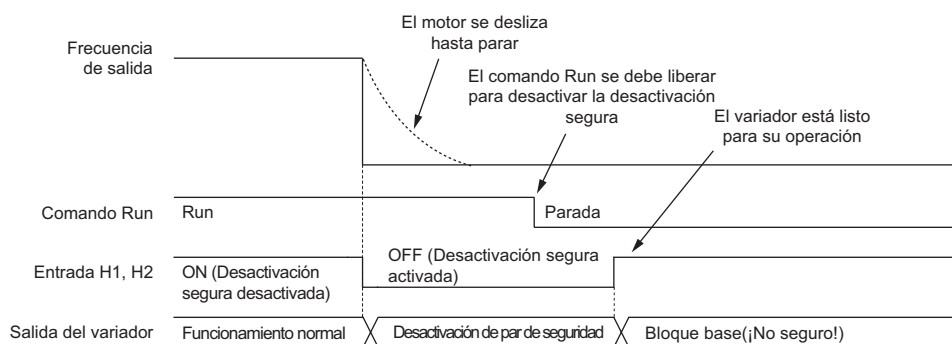 El motor se desliza
hasta parar
Frecuencia
de salida
El comando Run se debe liberar
para desactivar la desactivación
segura
El variador está listo
para su operación
Comando Run
Run
Parada
Entrada H1, H2
ON (Desactivación
segura desactivada)
OFF (Desactivación segura
activada)
Salida del variador
Funcionamiento normal
Desactivación de par de seguridad
Bloque base(¡No seguro!)